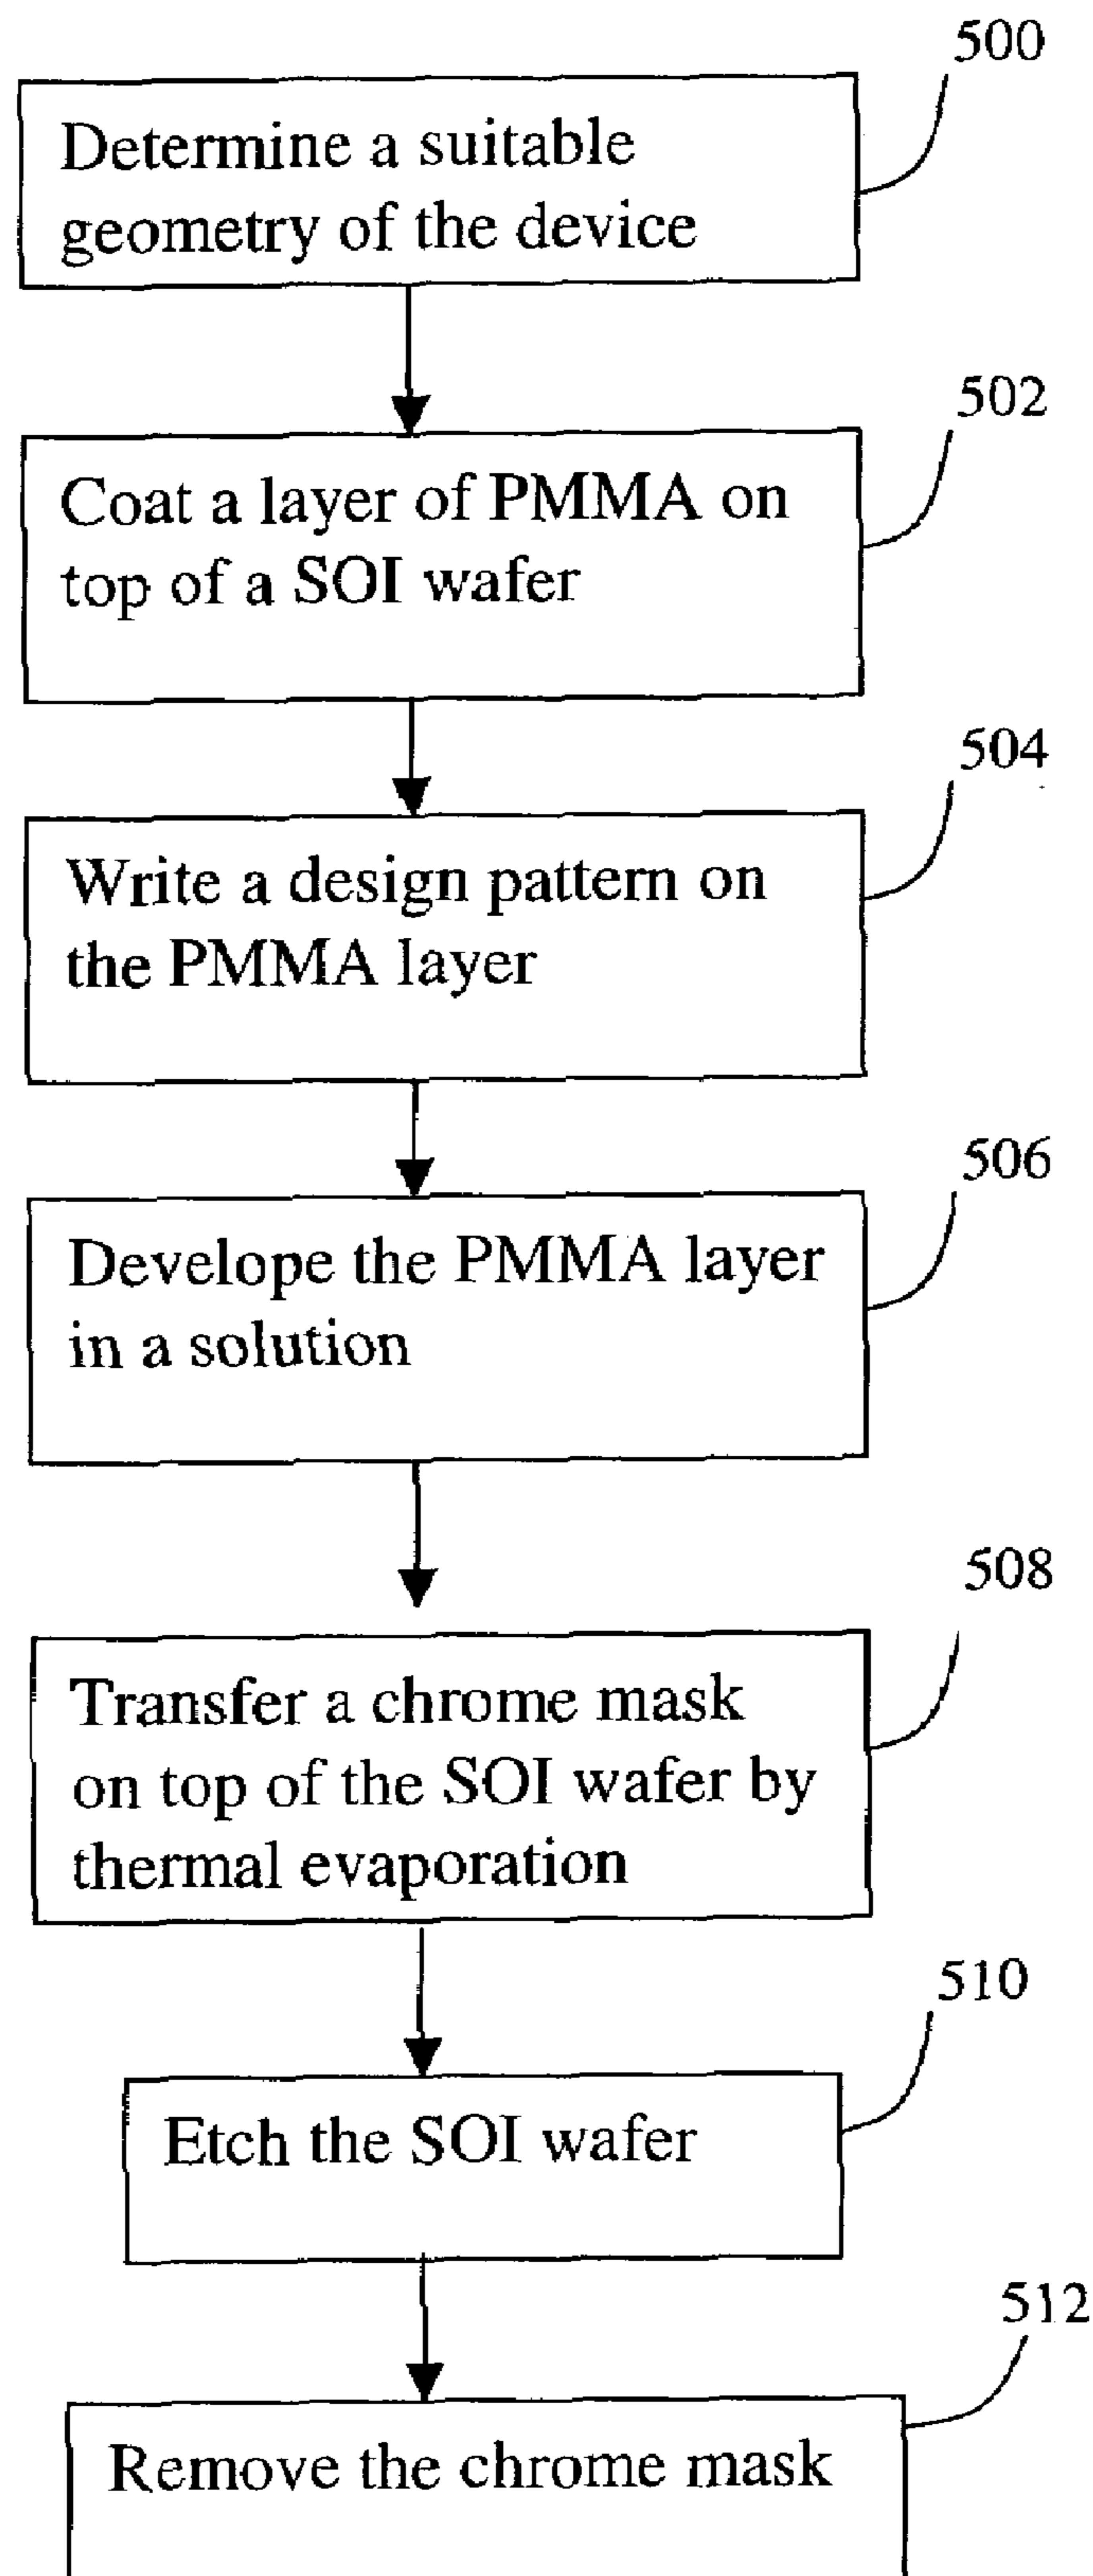 500
Determine a suitable
geometry of the device
502
Coat a layer of PMMA on
top of a SOI wafer
504
Write a design pattern on
the PMMA layer
506
Develope the PMMA layer
in a solution
508
Transfer a chrome mask
on top of the SOI wafer by
thermal evaporation
510
Etch the SOI wafer
512
Remove the chrome mask